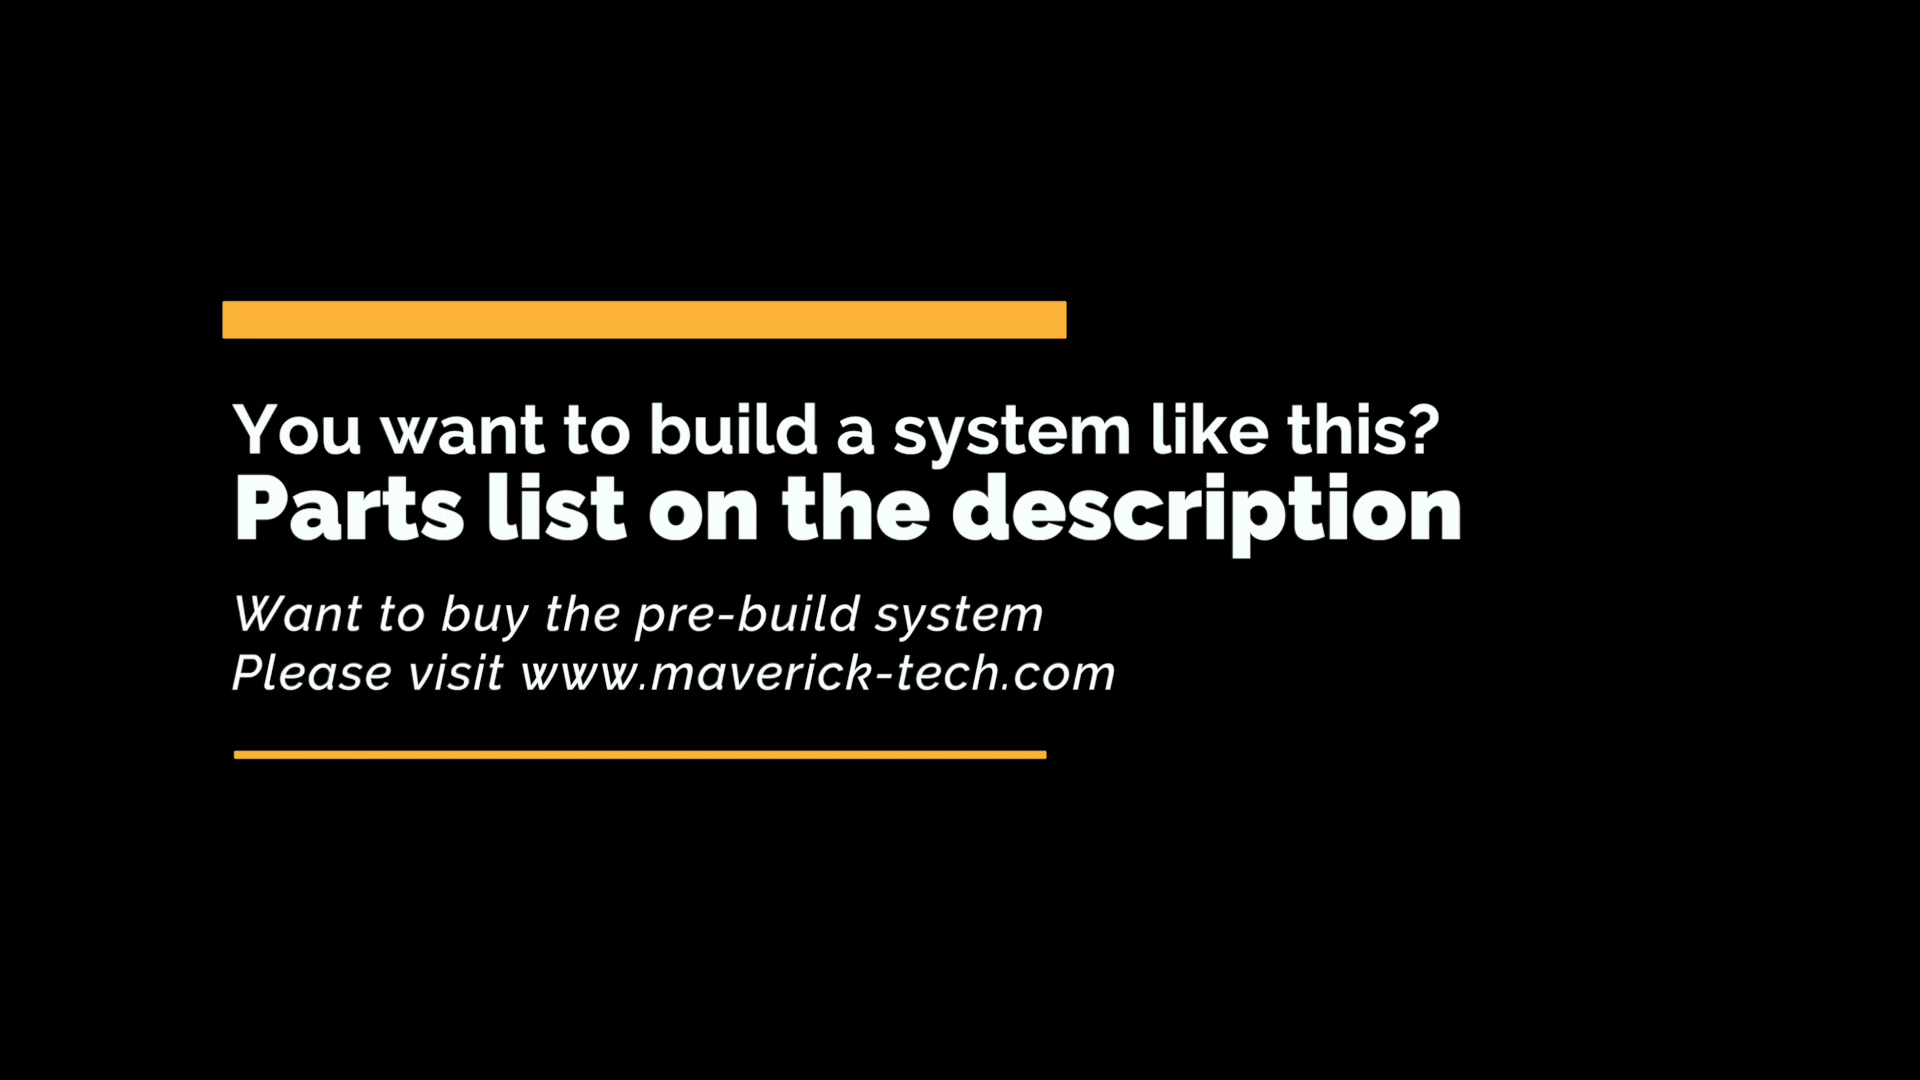 You want to build a system like this?
Parts list on the description
Want to buy the pre-build system
Please visit www.maverick-tech.com